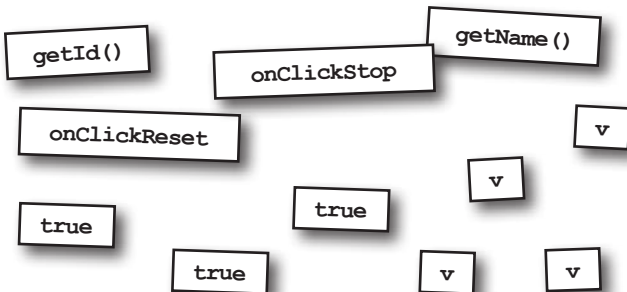 getId()
onClickStop
getName()
onClickReset
v
v
true
true
true
v
v